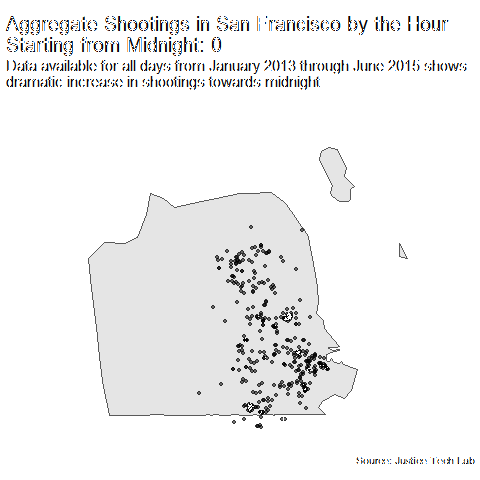 Aggregate Shootings in San Francisco by the Hour
Starting from Midnight: 0
Data available for all days from January 2013 through June 2015 shows
dramatic increase in shootings towards midnight
Source: Justice Tech Lab